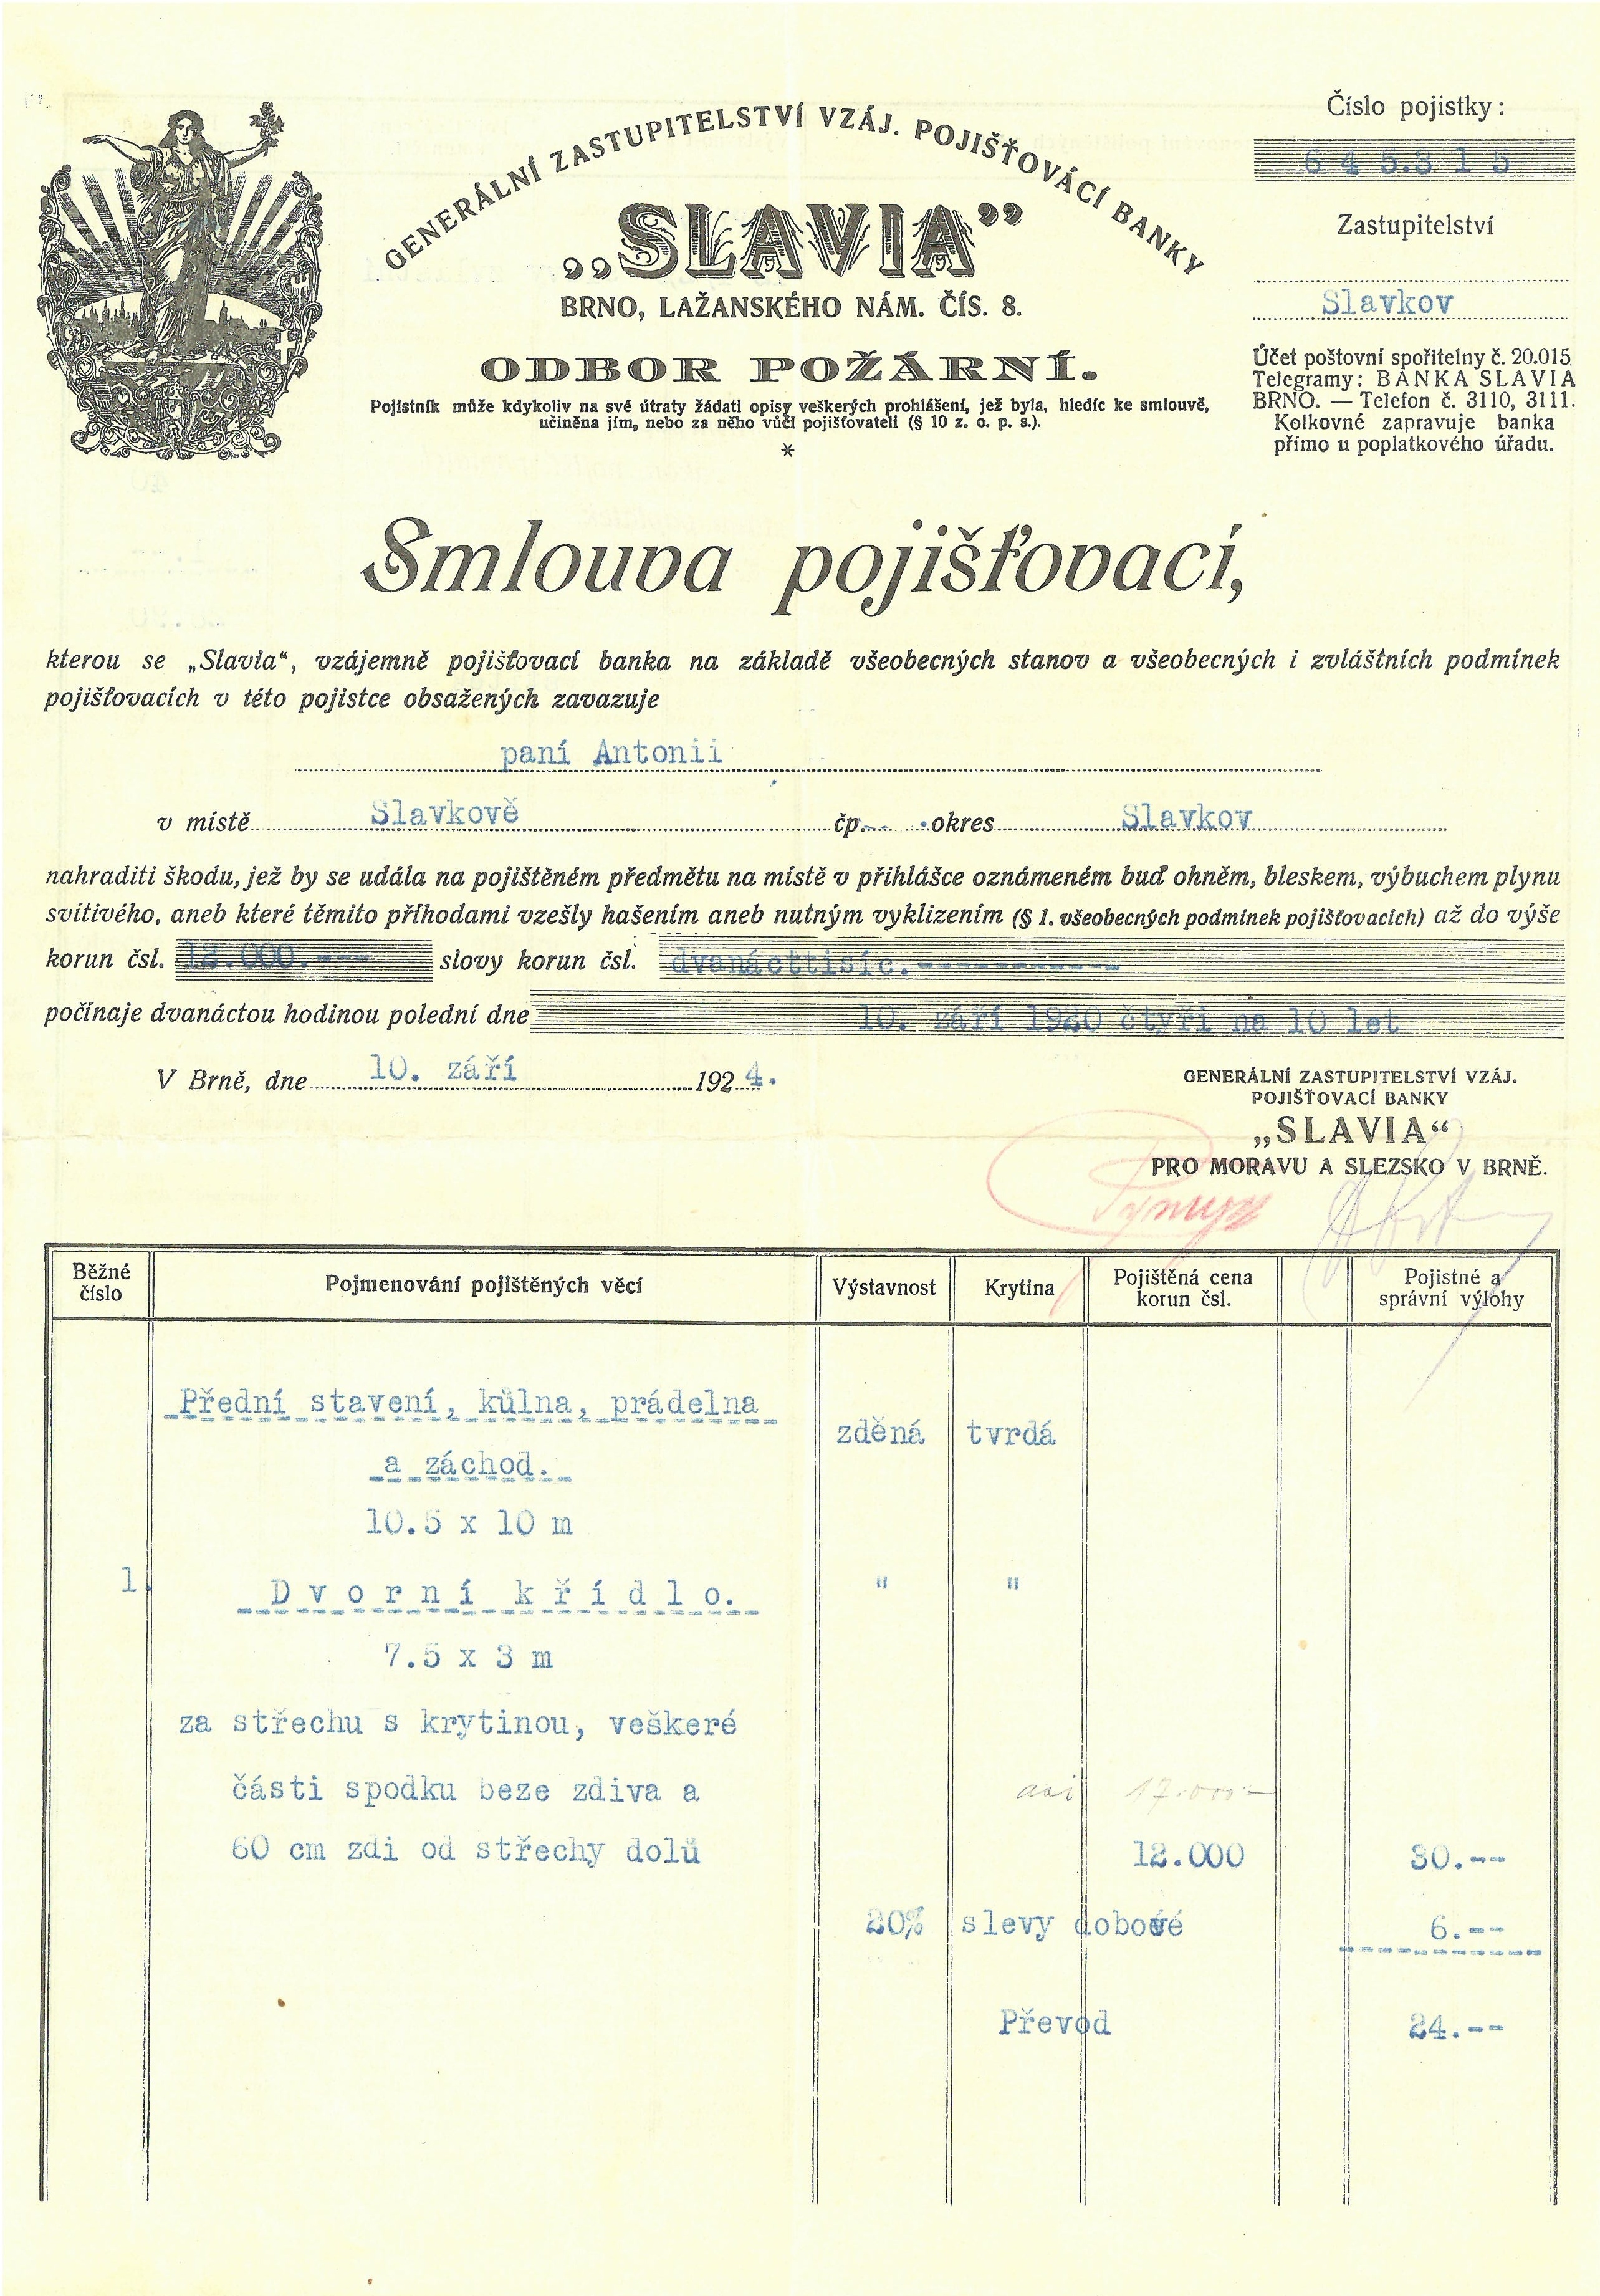 GENERÁLNÍ ZASTUPITELSTVÍ VZÁJ. POJIŠŤOVÁCÍ BANKY
„SLAVIA”
BRNO, LAŽANSKÉHO NÁM. ČÍS. 8.
ODBOR POŽÁRNÍ.
Pojistník může kdykoliv na své útraty žádati opisy veškerých prohlášení, jež byla, hledíc ke smlouvě,
učiněna jím, nebo za něho vůči pojišťovateli (§ 10 z. o. p. s.).
*
Číslo pojistky:
645.315
Zastupitelství
Slavkov
Účet poštovní spořitelny č. 20.015
Telegramy: BANKA SLAVIA
BRNO. — Telefon č. 3110, 3111.
Kolkovné zapravuje banka
přímo u poplatkového úřadu.
Smlouva pojišťovací,
kterou se „Slavia“, vzájemně pojišťovací banka na základě všeobecných stanov a všeobecných i zvláštních podmínek
pojišťovacích v této pojistce obsažených zavazuje
paní Antonii
v místě Slavkově čp. okres Slavkov
nahraditi škodu, jež by se udála na pojištěném předmětu na místě v přihlášce oznámeném buď ohněm, bleskem, výbuchem plynu
svítivého, aneb které těmito příhodami vzešly hašením aneb nutným vyklizením (§ 1. všeobecných podmínek pojišťovacích) až do výše
korun čsl. 12.000.--- slovy korun čsl. dvanácttisíc.-----------
počínaje dvanáctou hodinou polední dne 10. září 1920 čtyři na 10 let
V Brně, dne 10. září 1924.
GENERÁLNÍ ZASTUPITELSTVÍ VZÁJ.
POJIŠŤOVACÍ BANKY
„SLAVIA“
PRO MORAVU A SLEZSKO V BRNĚ.
Běžné číslo Pojmenování pojištěných věcí Výstavnost Krytina Pojištěná cena korun čsl. Pojistné a správní výlohy
Přední stavení, kůlna, prádelna
zděná tvrdá
a záchod.
10.5 x 10 m
1. Dvorní křídlo. " "
7.5 x 3 m
za střechu s krytinou, veškeré
části spodku beze zdiva a asi 17.000-
60 cm zdi od střechy dolů 12.000 30.--
20% slevy dobové 6.--
Převod 24.--